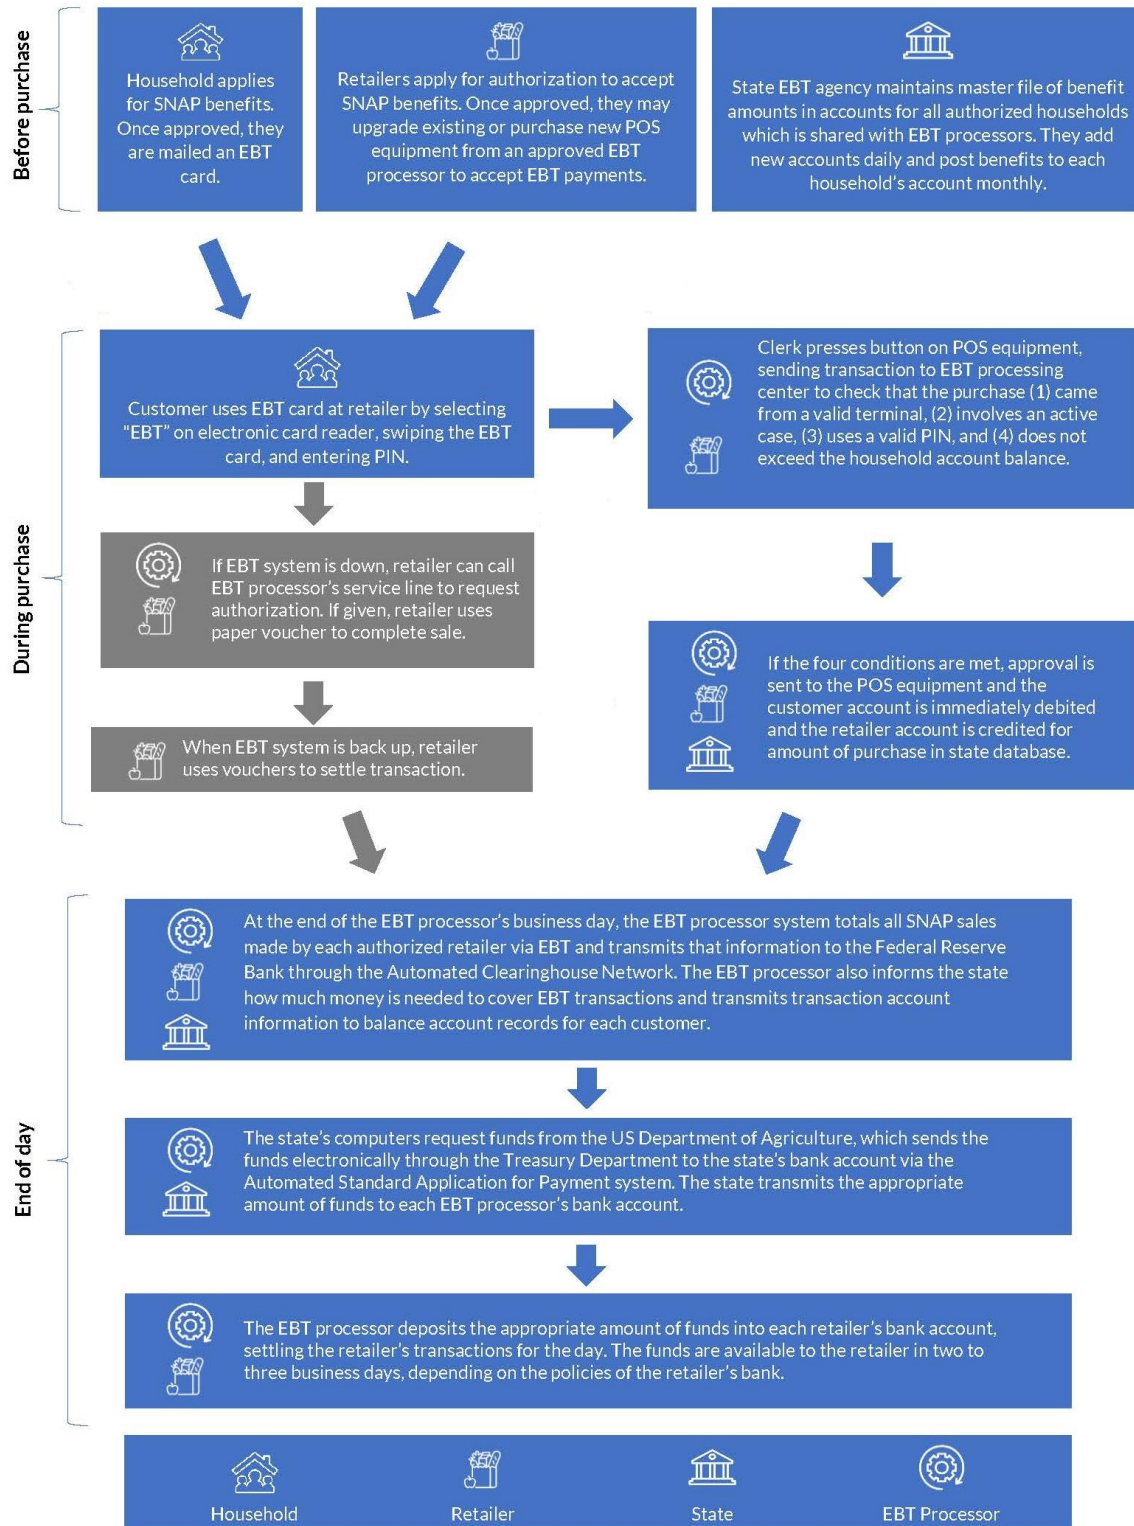 Before purchase
Household applies
for SNAP benefits.
Once approved, they
are mailed an EBT
card.
Retailers apply for authorization to accept
SNAP benefits. Once approved, they may
upgrade existing or purchase new POS
equipment from an approved EBT
processor to accept EBT payments.
State EBT agency maintains master file of benefit
amounts in accounts for all authorized households
which is shared with EBT processors. They add
new accounts daily and post benefits to each
household's account monthly.
During purchase
Customer uses EBT card at retailer by selecting
"EBT" on electronic card reader, swiping the EBT
card, and entering PIN.
Clerk presses button on POS equipment,
sending transaction to EBT processing
center to check that the purchase (1) came
from a valid terminal, (2) involves an active
case, (3) uses a valid PIN, and (4) does not
exceed the household account balance.
If EBT system is down, retailer can call
EBT processor's service line to request
authorization. If given, retailer uses
paper voucher to complete sale.
If the four conditions are met, approval is
sent to the POS equipment and the
customer account is immediately debited
and the retailer account is credited for
amount of purchase in state database.
When EBT system is back up, retailer
uses vouchers to settle transaction.
End of day
At the end of the EBT processor's business day, the EBT processor system totals all SNAP sales
made by each authorized retailer via EBT and transmits that information to the Federal Reserve
Bank through the Automated Clearinghouse Network. The EBT processor also informs the state
how much money is needed to cover EBT transactions and transmits transaction account
information to balance account records for each customer.
The state's computers request funds from the US Department of Agriculture, which sends the
funds electronically through the Treasury Department to the state's bank account via the
Automated Standard Application for Payment system. The state transmits the appropriate
amount of funds to each EBT processor's bank account.
The EBT processor deposits the appropriate amount of funds into each retailer's bank account,
settling the retailer's transactions for the day. The funds are available to the retailer in two to
three business days, depending on the policies of the retailer's bank.
Household
Retailer
State
EBT Processor